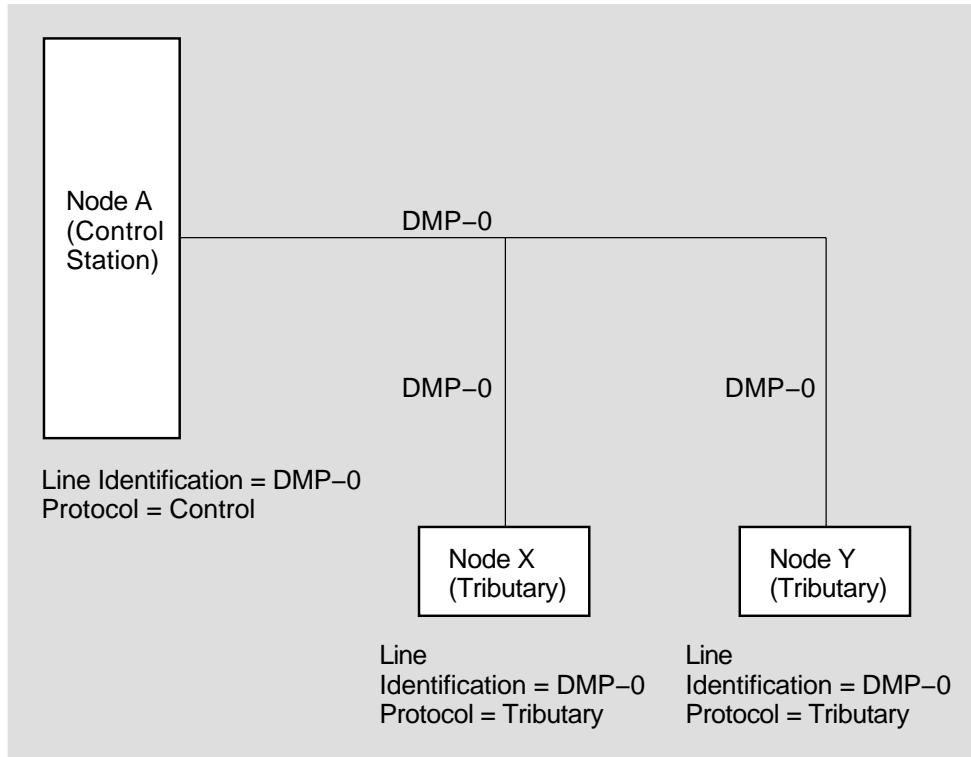 Node A
(Control
Station)
DMP–0
DMP–0
DMP–0
Line Identification = DMP–0
Protocol = Control
Node X
(Tributary)
Node Y
(Tributary)
Line
Identification = DMP–0
Protocol = Tributary
Line
Identification = DMP–0
Protocol = Tributary